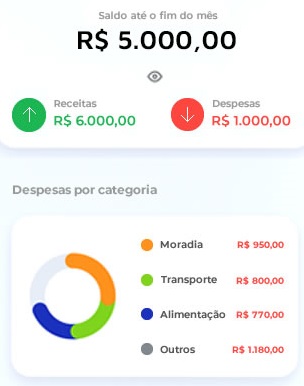 Saldo até o fim do mês
R$ 5.000,00
Receitas
R$ 6.000,00
Despesas
R$ 1.000,00
Despesas por categoria
Moradia R$ 950,00
Transporte R$ 800,00
Alimentação R$ 770,00
Outros R$ 1.180,00